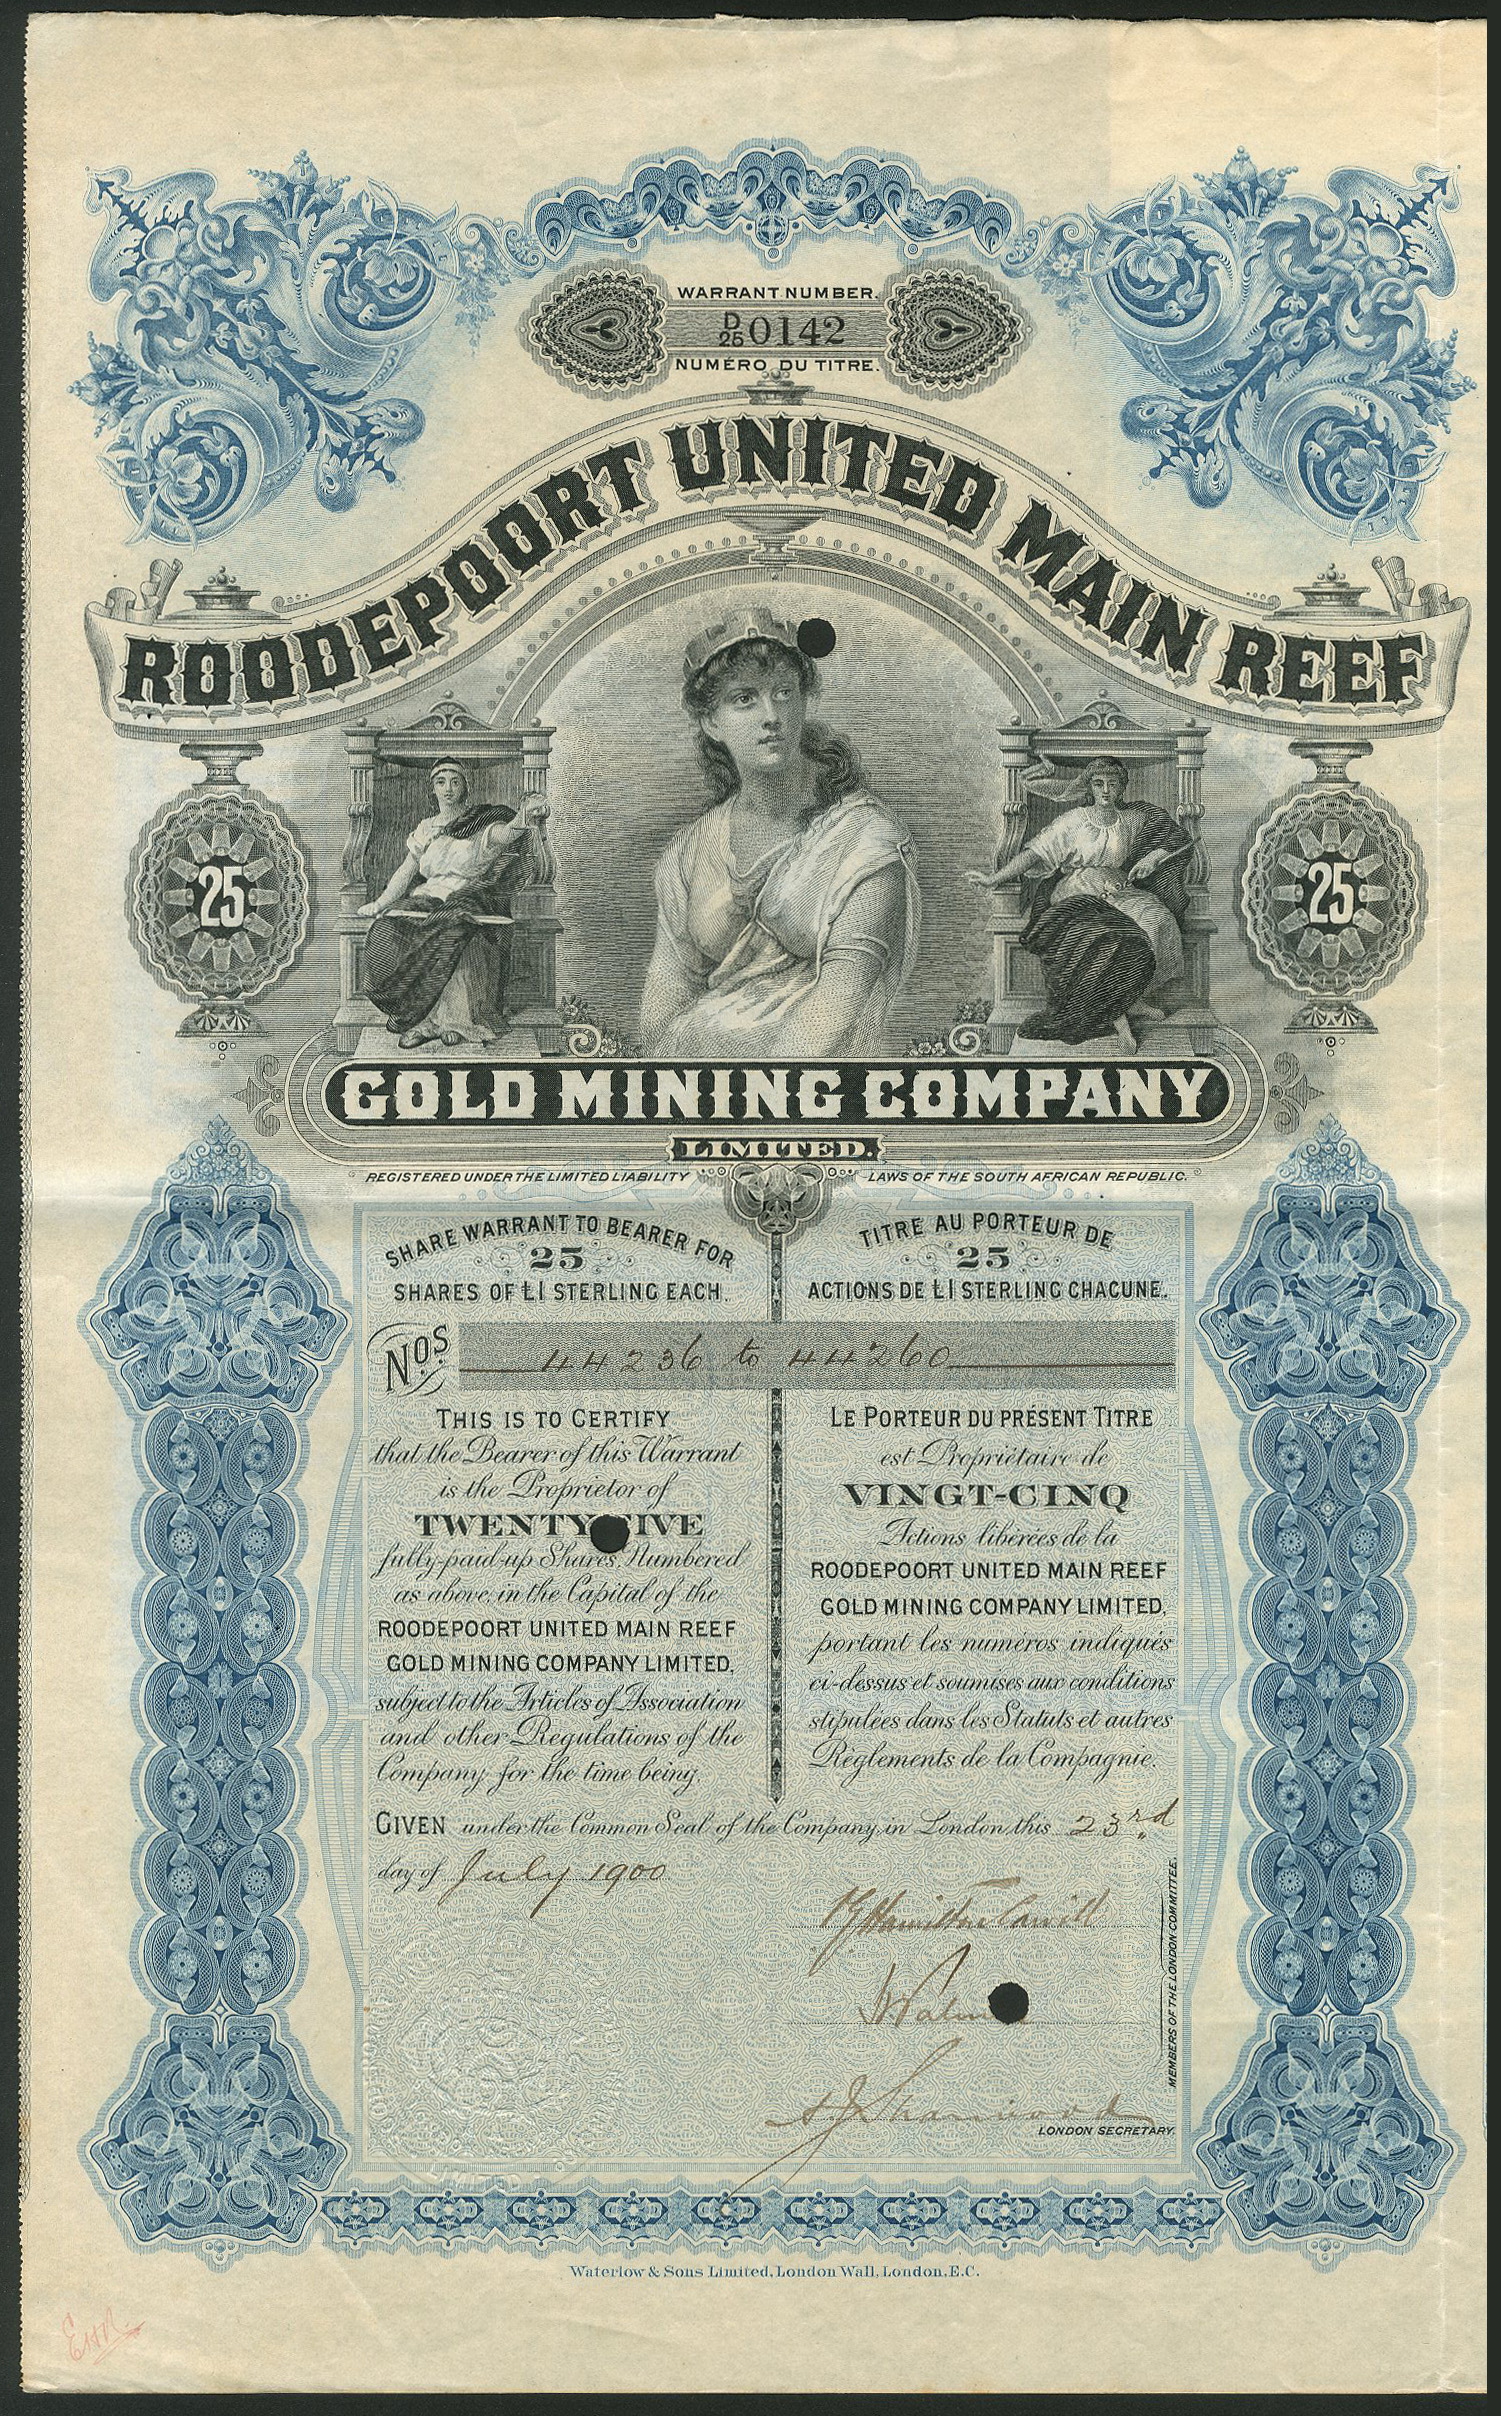 WARRANT NUMBER.
D/25 0142
NUMÉRO DU TITRE.
ROODEPOORT UNITED MAIN REEF
25
25
GOLD MINING COMPANY
LIMITED.
REGISTERED UNDER THE LIMITED LIABILITY LAWS OF THE SOUTH AFRICAN REPUBLIC.
SHARE WARRANT TO BEARER FOR
25
SHARES OF £1 STERLING EACH.
TITRE AU PORTEUR DE
25
ACTIONS DE £1 STERLING CHACUNE.
Nos 44236 to 44260
THIS IS TO CERTIFY
that the Bearer of this Warrant
is the Proprietor of
TWENTY FIVE
fully-paid-up Shares, Numbered
as above, in the Capital of the
ROODEPOORT UNITED MAIN REEF
GOLD MINING COMPANY LIMITED,
subject to the Articles of Association
and other Regulations of the
Company for the time being.
LE PORTEUR DU PRÉSENT TITRE
est Propriétaire de
VINGT-CINQ
Actions libérées de la
ROODEPOORT UNITED MAIN REEF
GOLD MINING COMPANY LIMITED,
portant les numeros indiqués
ci-dessus et soumises aux conditions
stipulées dans les Statuts et autres
Règlements de la Compagnie.
GIVEN under the Common Seal of the Company, in London this 23rd
day of July 1900
Hamilton
MEMBERS OF THE LONDON COMMITTEE.
LONDON SECRETARY.
LIMITED
Waterlow & Sons Limited, London Wall, London, E.C.